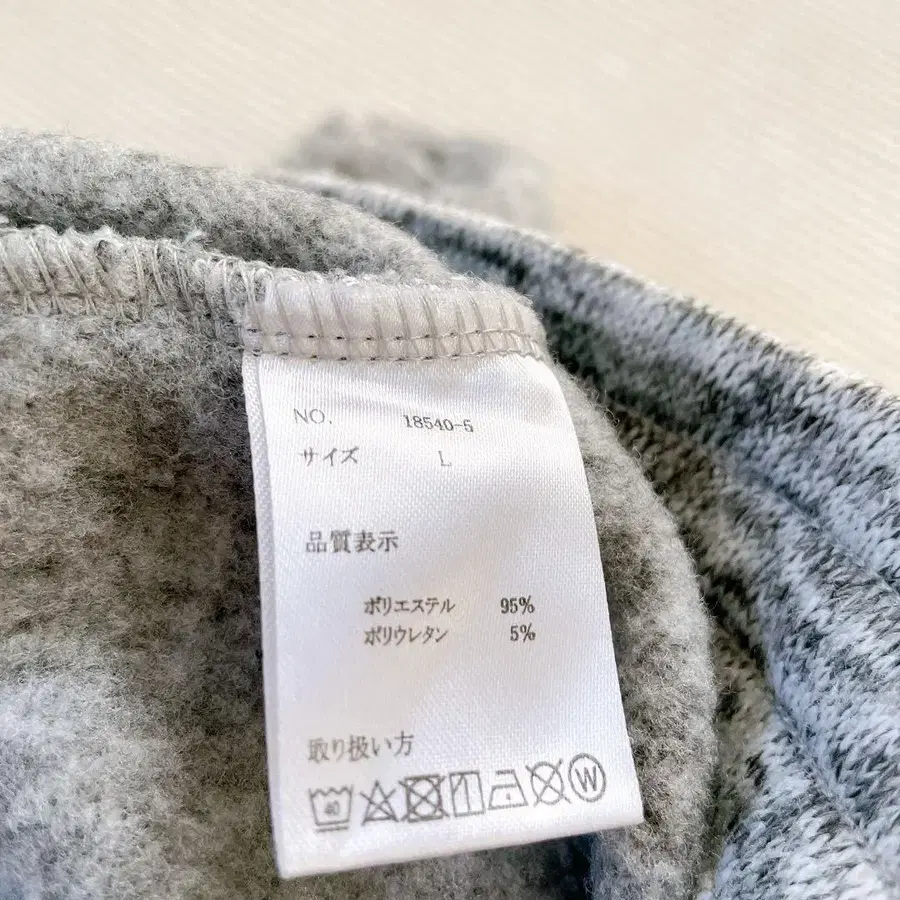 NO. 18540-5
サイズ L
品質表示
ポリエステル 95%
ポリウレタン 5%
取り扱い方
40 W